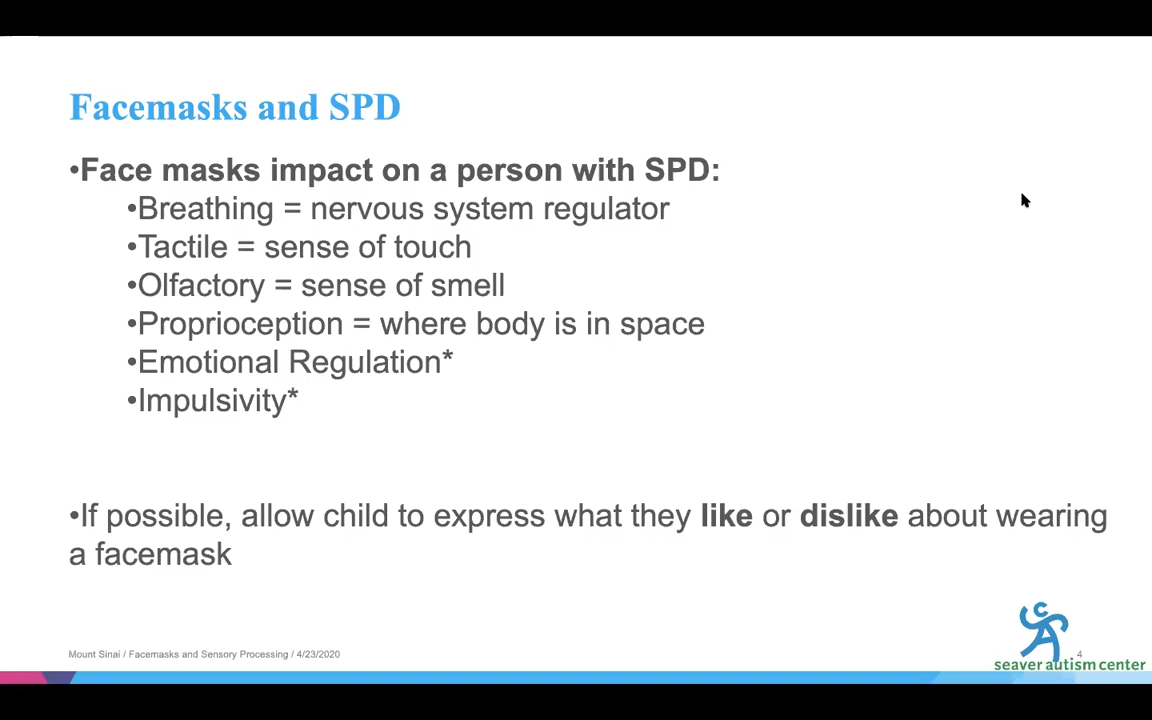 Facemasks and SPD
•Face masks impact on a person with SPD:
•Breathing = nervous system regulator
•Tactile = sense of touch
•Olfactory = sense of smell
•Proprioception = where body is in space
•Emotional Regulation*
•Impulsivity*
•If possible, allow child to express what they like or dislike about wearing
a facemask
Mount Sinai / Facemasks and Sensory Processing / 4/23/2020
4
seaver autism center